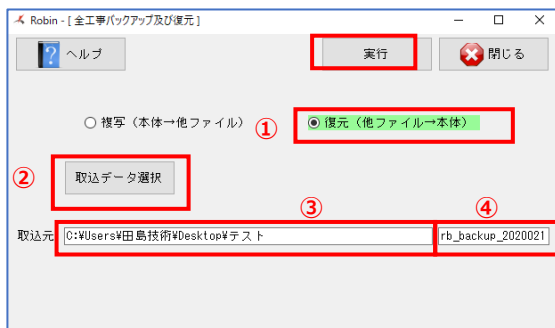 Robin - [ 全工事バックアップ及び復元 ]
ヘルプ
実行
閉じる
複写（本体→他ファイル）
①
復元（他ファイル→本体）
②
取込データ選択
③
④
取込元
C:¥Users¥田島技術¥Desktop¥テスト
rb_backup_2020021